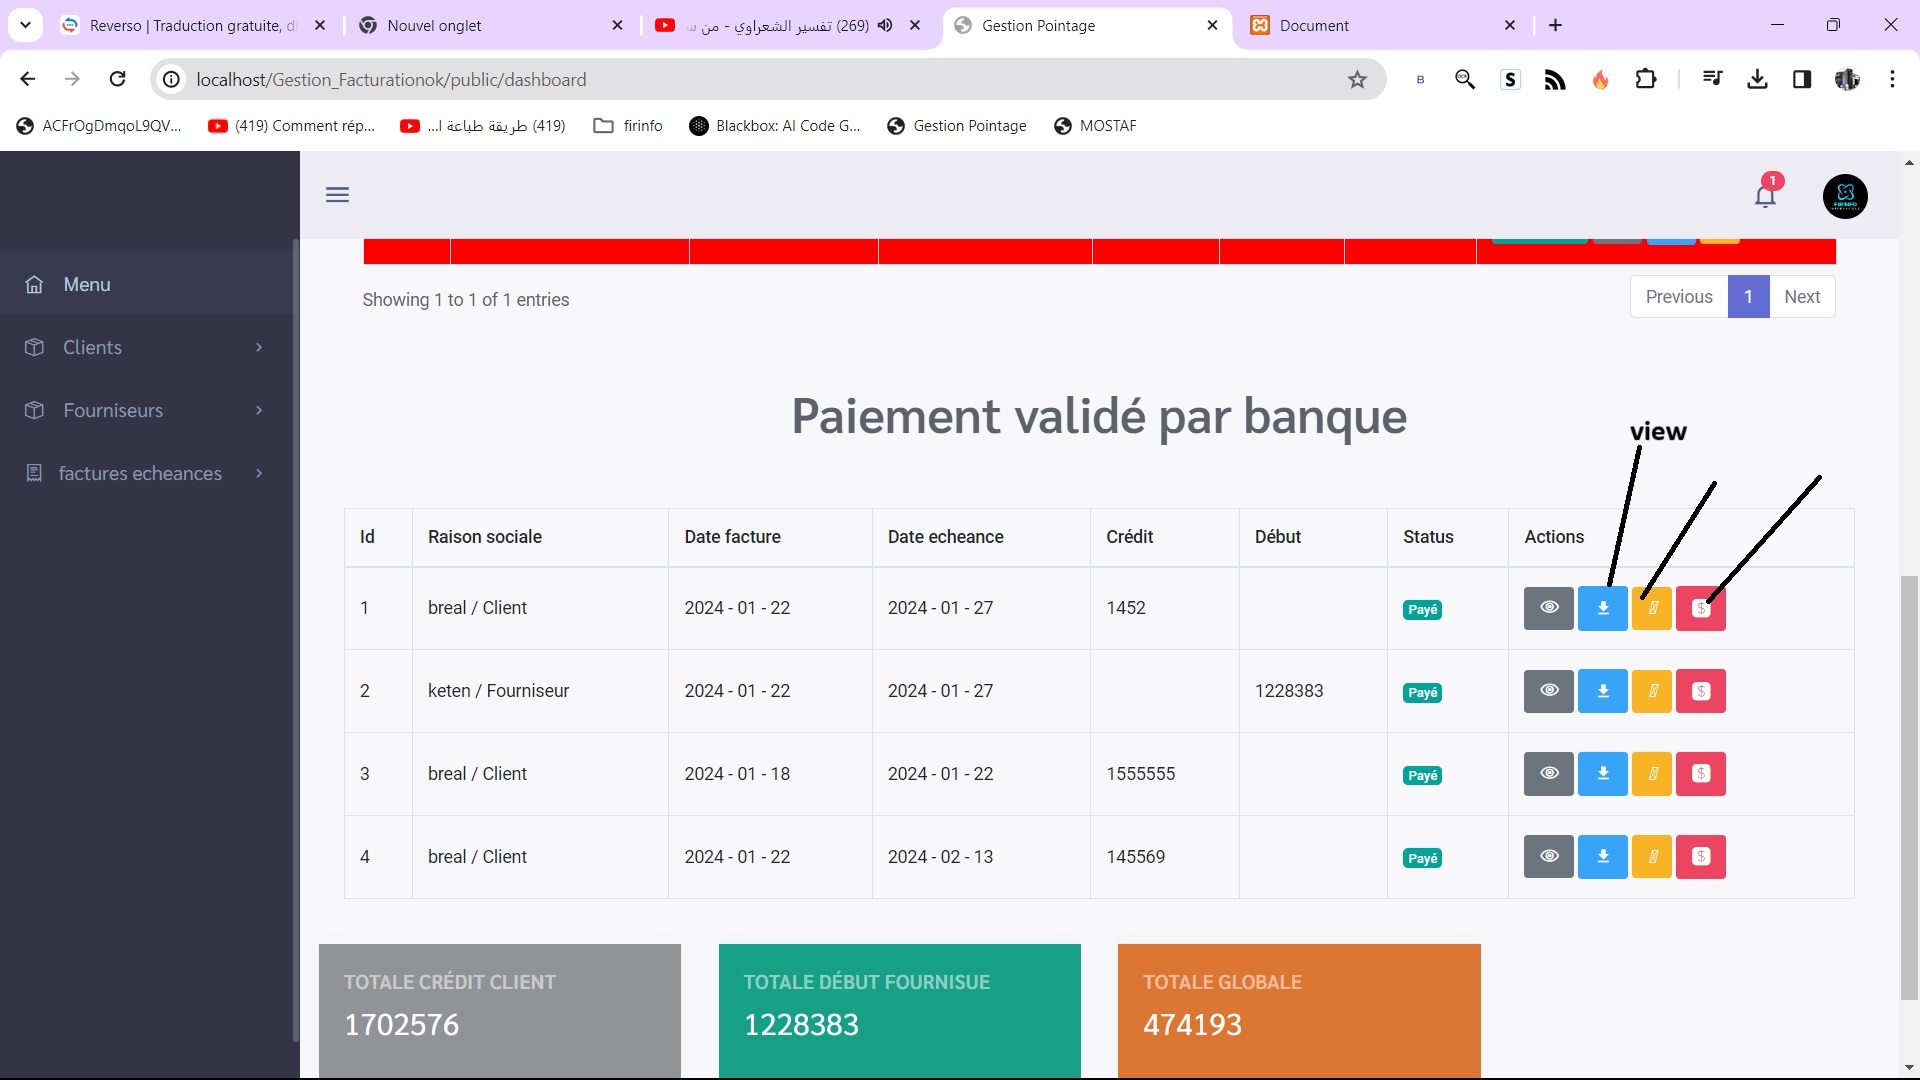 Reverso | Traduction gratuite, di
Nouvel onglet
(269) تفسير الشعراوي - من س
Gestion Pointage
Document
localhost/Gestion_Facturationok/public/dashboard
ACFrOgDmqoL9QV...
(419) Comment rép...
(419) طريقة طباعة ا...
firinfo
Blackbox: AI Code G...
Gestion Pointage
MOSTAF
1
Menu
Clients
Fourniseurs
factures echeances
Showing 1 to 1 of 1 entries
Previous 1 Next
Paiement validé par banque
view
Id Raison sociale Date facture Date echeance Crédit Début Status Actions
1 breal / Client 2024 - 01 - 22 2024 - 01 - 27 1452 Payé
2 keten / Fourniseur 2024 - 01 - 22 2024 - 01 - 27 1228383 Payé
3 breal / Client 2024 - 01 - 18 2024 - 01 - 22 1555555 Payé
4 breal / Client 2024 - 01 - 22 2024 - 02 - 13 145569 Payé
TOTALE CRÉDIT CLIENT
1702576
TOTALE DÉBUT FOURNISUE
1228383
TOTALE GLOBALE
474193